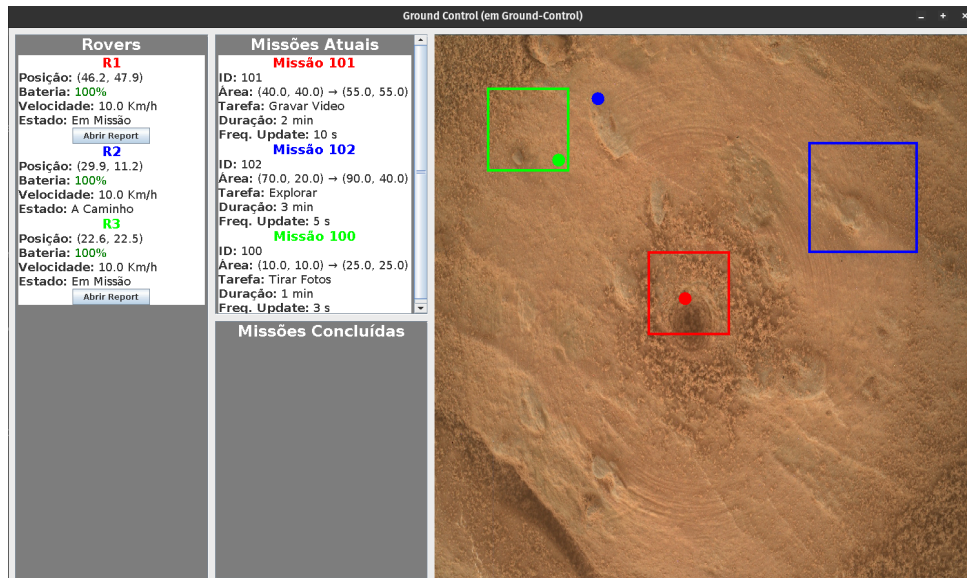 Ground Control (em Ground-Control)
Rovers
R1
Posição: (46.2, 47.9)
Bateria: 100%
Velocidade: 10.0 Km/h
Estado: Em Missão
Abrir Report
R2
Posição: (29.9, 11.2)
Bateria: 100%
Velocidade: 10.0 Km/h
Estado: A Caminho
R3
Posição: (22.6, 22.5)
Bateria: 100%
Velocidade: 10.0 Km/h
Estado: Em Missão
Abrir Report
Missões Atuais
Missão 101
ID: 101
Área: (40.0, 40.0) → (55.0, 55.0)
Tarefa: Gravar Video
Duração: 2 min
Freq. Update: 10 s
Missão 102
ID: 102
Área: (70.0, 20.0) → (90.0, 40.0)
Tarefa: Explorar
Duração: 3 min
Freq. Update: 5 s
Missão 100
ID: 100
Área: (10.0, 10.0) → (25.0, 25.0)
Tarefa: Tirar Fotos
Duração: 1 min
Freq. Update: 3 s
Missões Concluídas